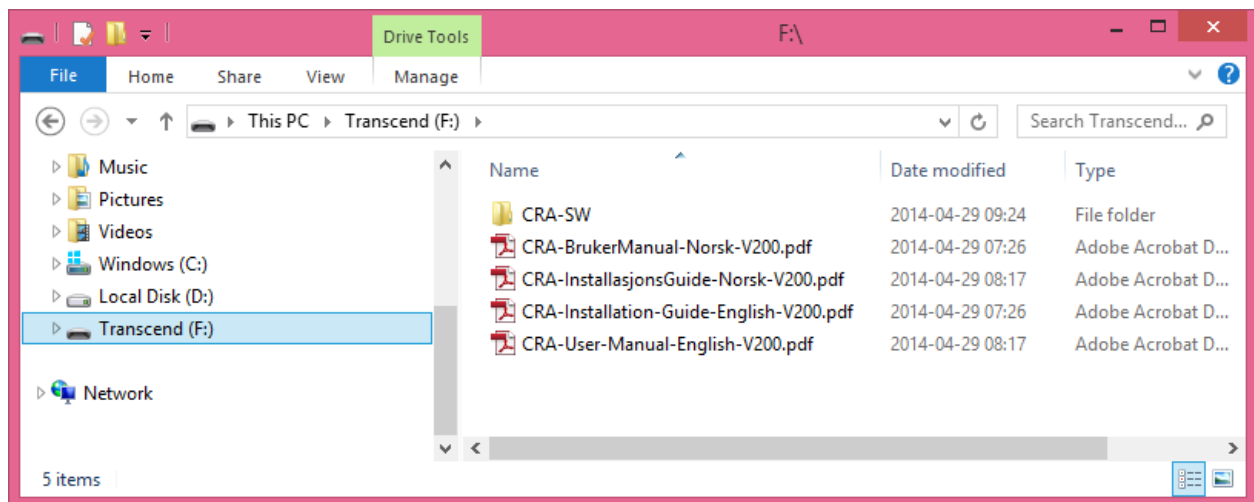 Drive Tools F:\
File Home Share View Manage
This PC Transcend (F:) Search Transcend...
Name Date modified Type
Music
Pictures
Videos
Windows (C:)
Local Disk (D:)
Transcend (F:)
Network
CRA-SW 2014-04-29 09:24 File folder
CRA-BrukerManual-Norsk-V200.pdf 2014-04-29 07:26 Adobe Acrobat D...
CRA-InstallasjonsGuide-Norsk-V200.pdf 2014-04-29 08:17 Adobe Acrobat D...
CRA-Installation-Guide-English-V200.pdf 2014-04-29 07:26 Adobe Acrobat D...
CRA-User-Manual-English-V200.pdf 2014-04-29 08:17 Adobe Acrobat D...
5 items